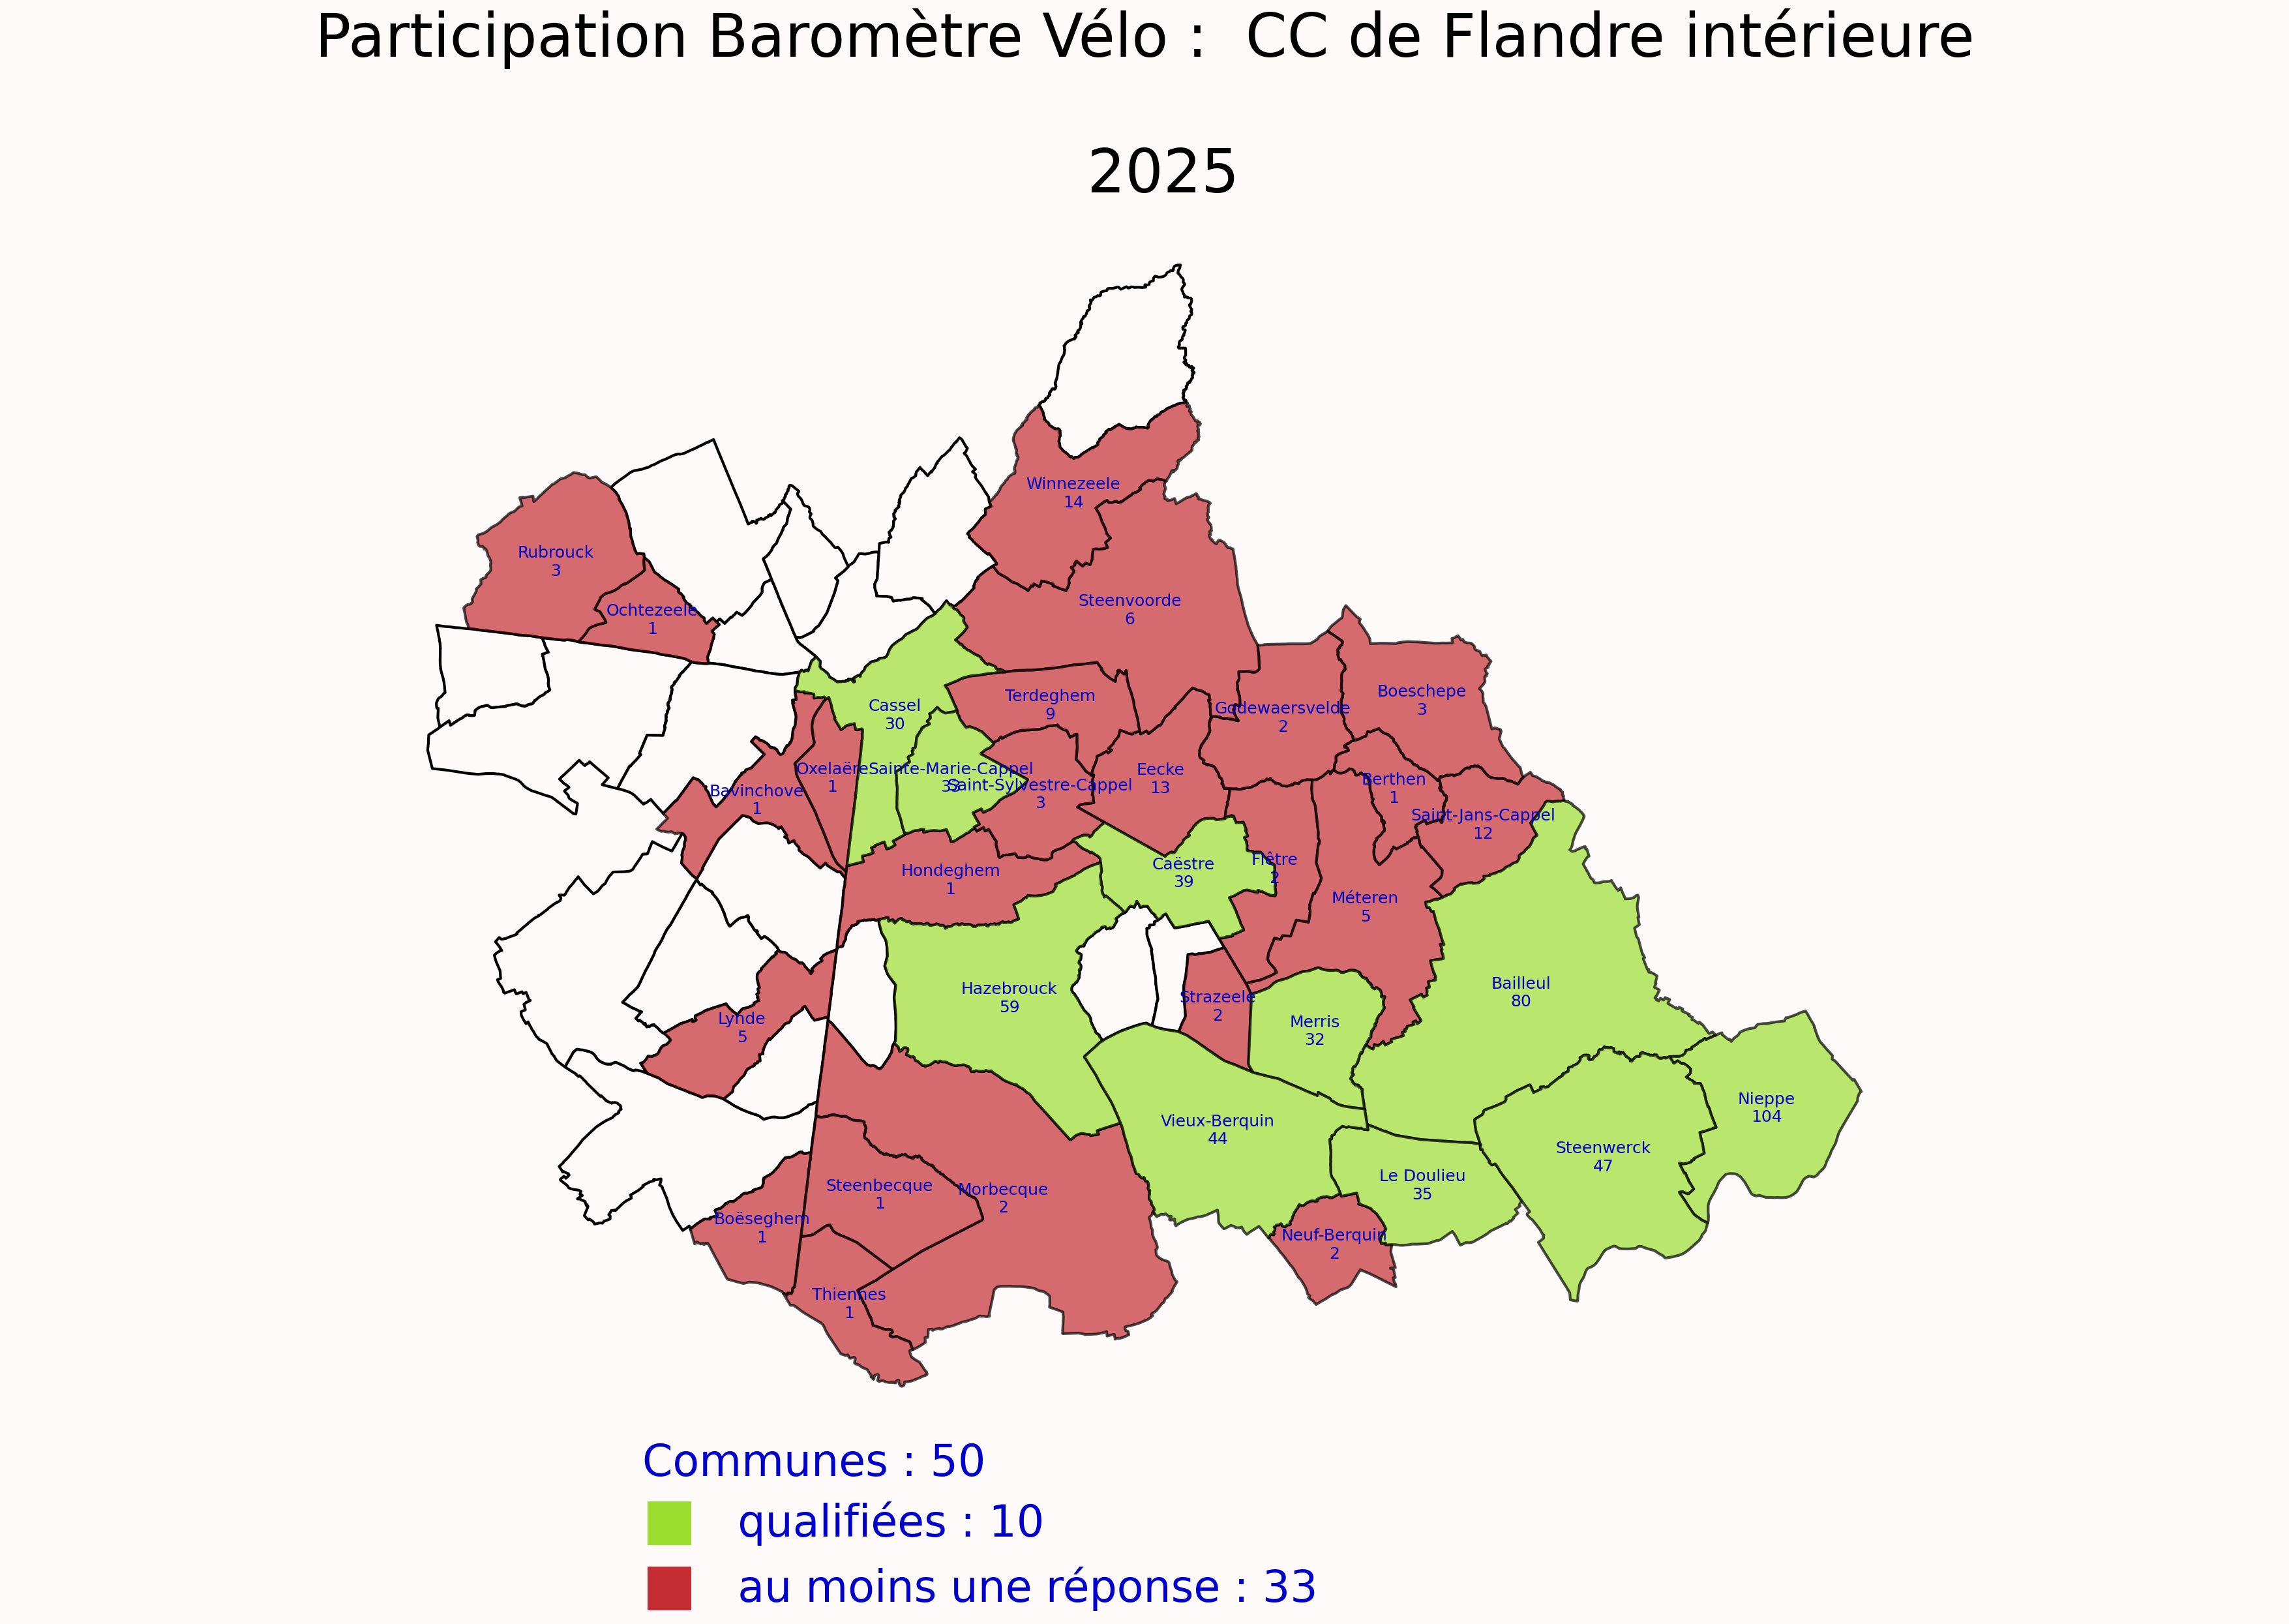 Participation Baromètre Vélo :  CC de Flandre intérieure
2025
Winnezeele
14
Rubrouck
3
Ochtezeele
1
Steenvoorde
6
Terdeghem
9
Cassel
30
Godewaersvelde
2
Boeschepe
3
Oxelaëre
1
Sainte-Marie-Cappel
33
Saint-Sylvestre-Cappel
3
Eecke
13
Berthen
1
Bavinchove
1
Saint-Jans-Cappel
12
Hondeghem
1
Caëstre
39
Flêtre
2
Méteren
5
Hazebrouck
59
Strazeele
2
Bailleul
80
Lynde
5
Merris
32
Nieppe
104
Vieux-Berquin
44
Steenwerck
47
Le Doulieu
35
Steenbecque
1
Morbecque
2
Boëseghem
1
Neuf-Berquin
2
Thiennes
1
Communes : 50
qualifiées : 10
au moins une réponse : 33